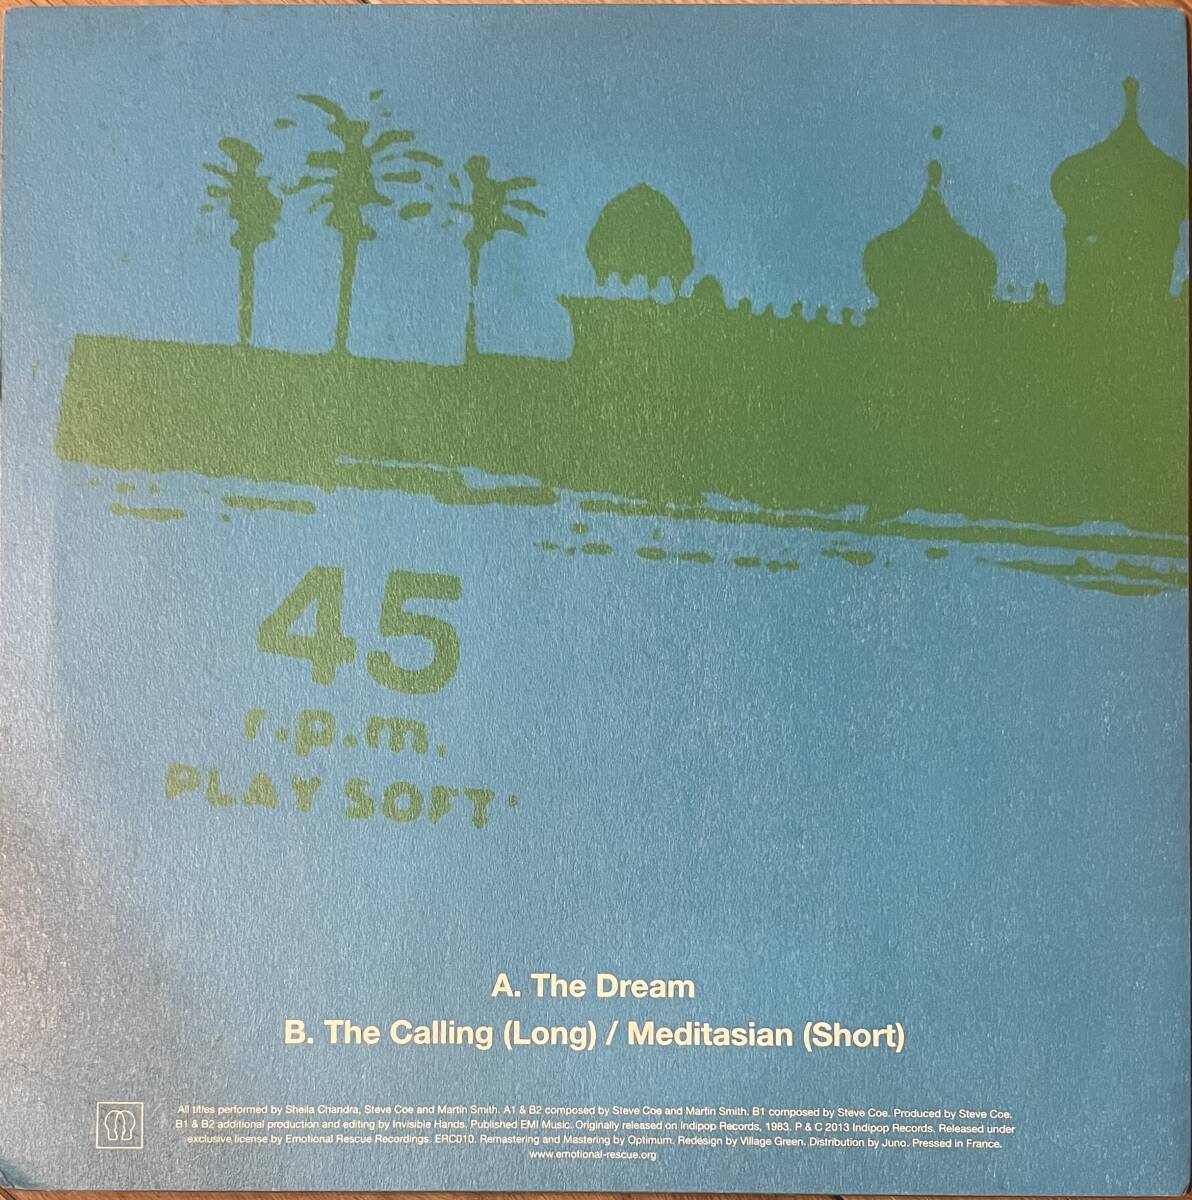 45
r.p.m.
PLAY SOFT
A. The Dream
B. The Calling (Long) / Meditasian (Short)
All titles performed by Sheila Chandra, Steve Coe and Martin Smith. A1 & B2 composed by Steve Coe and Martin Smith. B1 composed by Steve Coe. Produced by Steve Coe.
B1 & B2 additional production and editing by Invisible Hands. Published EMI Music. Originally released on Indipop Records, 1983. P & C 2013 Indipop Records. Released under
exclusive license by Emotional Rescue Recordings. ERC010. Remastering and Mastering by Optimum. Redesign by Village Green. Distribution by Juno. Pressed in France.
www.emotional-rescue.org